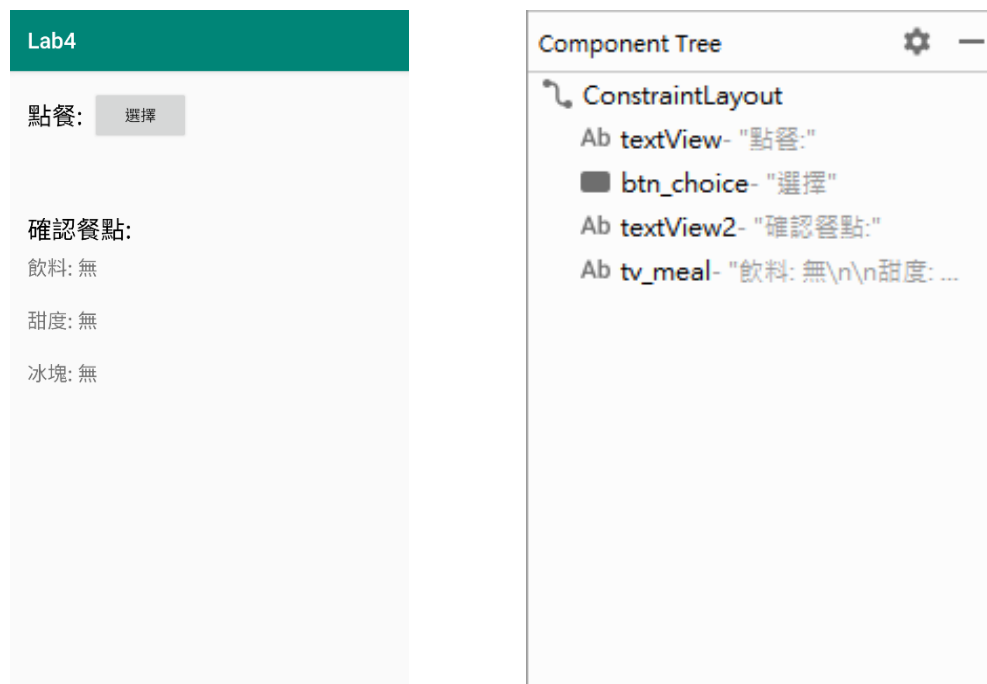 Lab4
點餐:
選擇
確認餐點:
飲料: 無
甜度: 無
冰塊: 無
Component Tree
ConstraintLayout
Ab textView- "點餐:"
btn_choice- "選擇"
Ab textView2- "確認餐點:"
Ab tv_meal- "飲料: 無\n\n甜度: ...